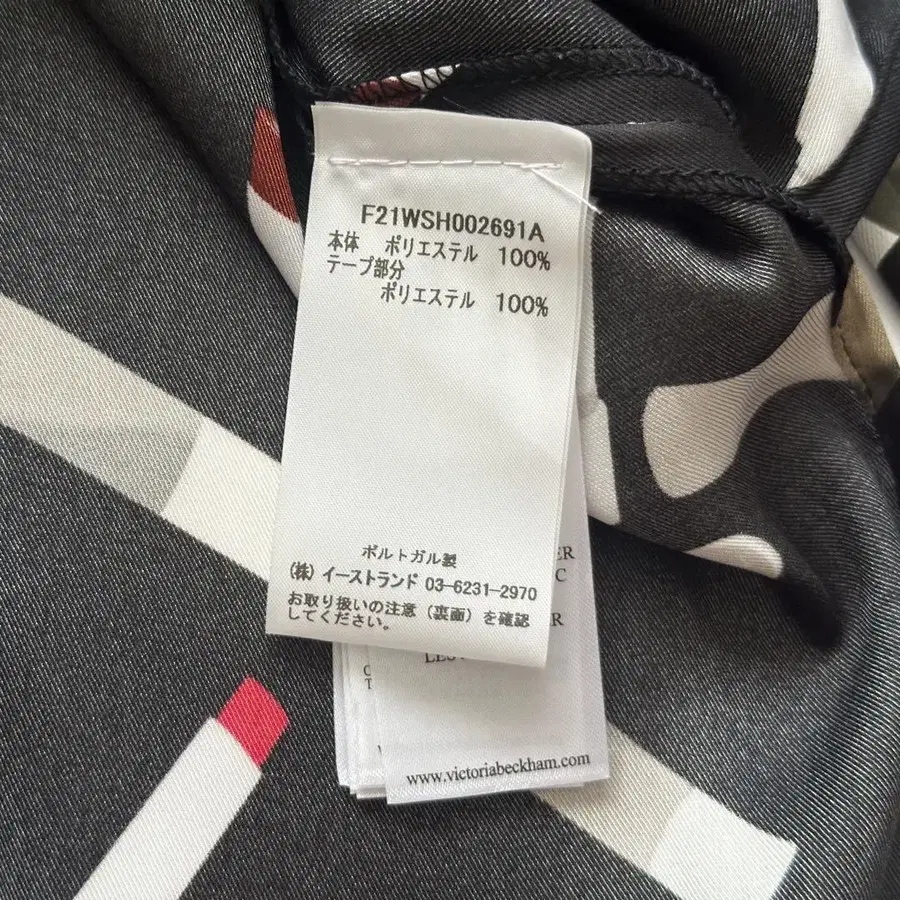 F21WSH002691A
本体 ポリエステル 100%
テープ部分
ポリエステル 100%
ポルトガル製
(株) イーストランド 03-6231-2970
お取り扱いの注意 (裏面) を確認
してください。
www.victoriabeckham.com